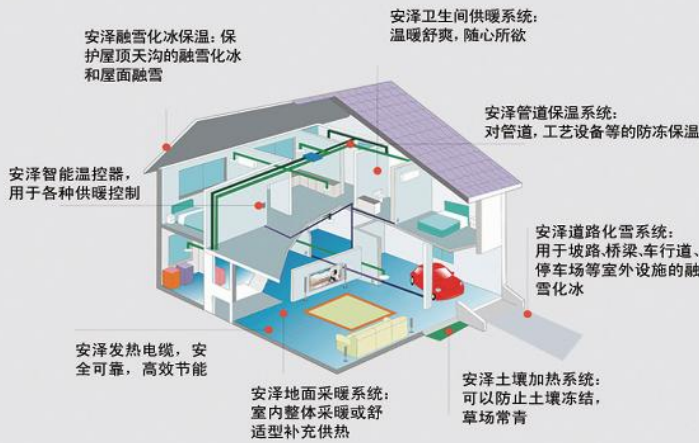 安泽融雪化冰保温：保
护屋顶天沟的融雪化冰
和屋面融雪
安泽卫生间供暖系统：
温暖舒爽，随心所欲
安泽管道保温系统：
对管道，工艺设备等的防冻保温
安泽智能温控器，
用于各种供暖控制
安泽道路化雪系统：
用于坡路、桥梁、车行道、
停车场等室外设施的融
雪化冰
安泽发热电缆，安
全可靠，高效节能
安泽地面采暖系统：
室内整体采暖或舒
适型补充供热
安泽土壤加热系统：
可以防止土壤冻结，
草场常青